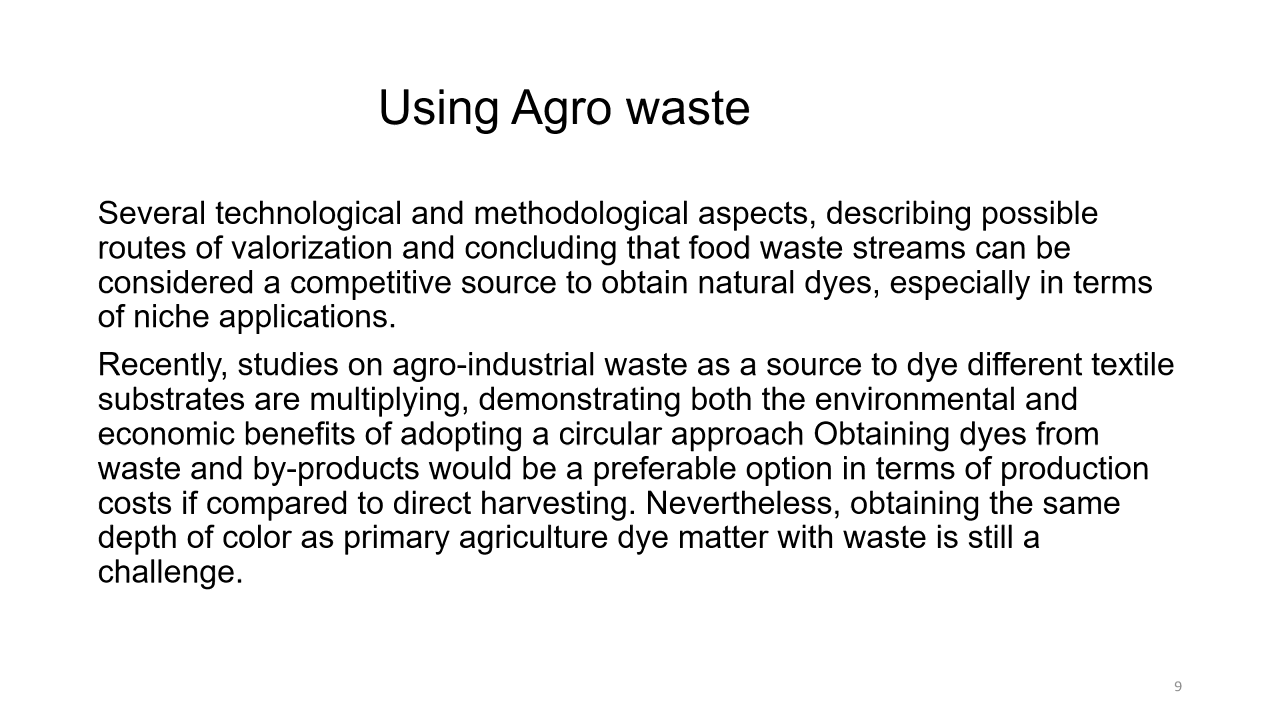 Using Agro waste
Several technological and methodological aspects, describing possible
routes of valorization and concluding that food waste streams can be
considered a competitive source to obtain natural dyes, especially in terms
of niche applications.
Recently, studies on agro-industrial waste as a source to dye different textile
substrates are multiplying, demonstrating both the environmental and
economic benefits of adopting a circular approach Obtaining dyes from
waste and by-products would be a preferable option in terms of production
costs if compared to direct harvesting. Nevertheless, obtaining the same
depth of color as primary agriculture dye matter with waste is still a
challenge.
9